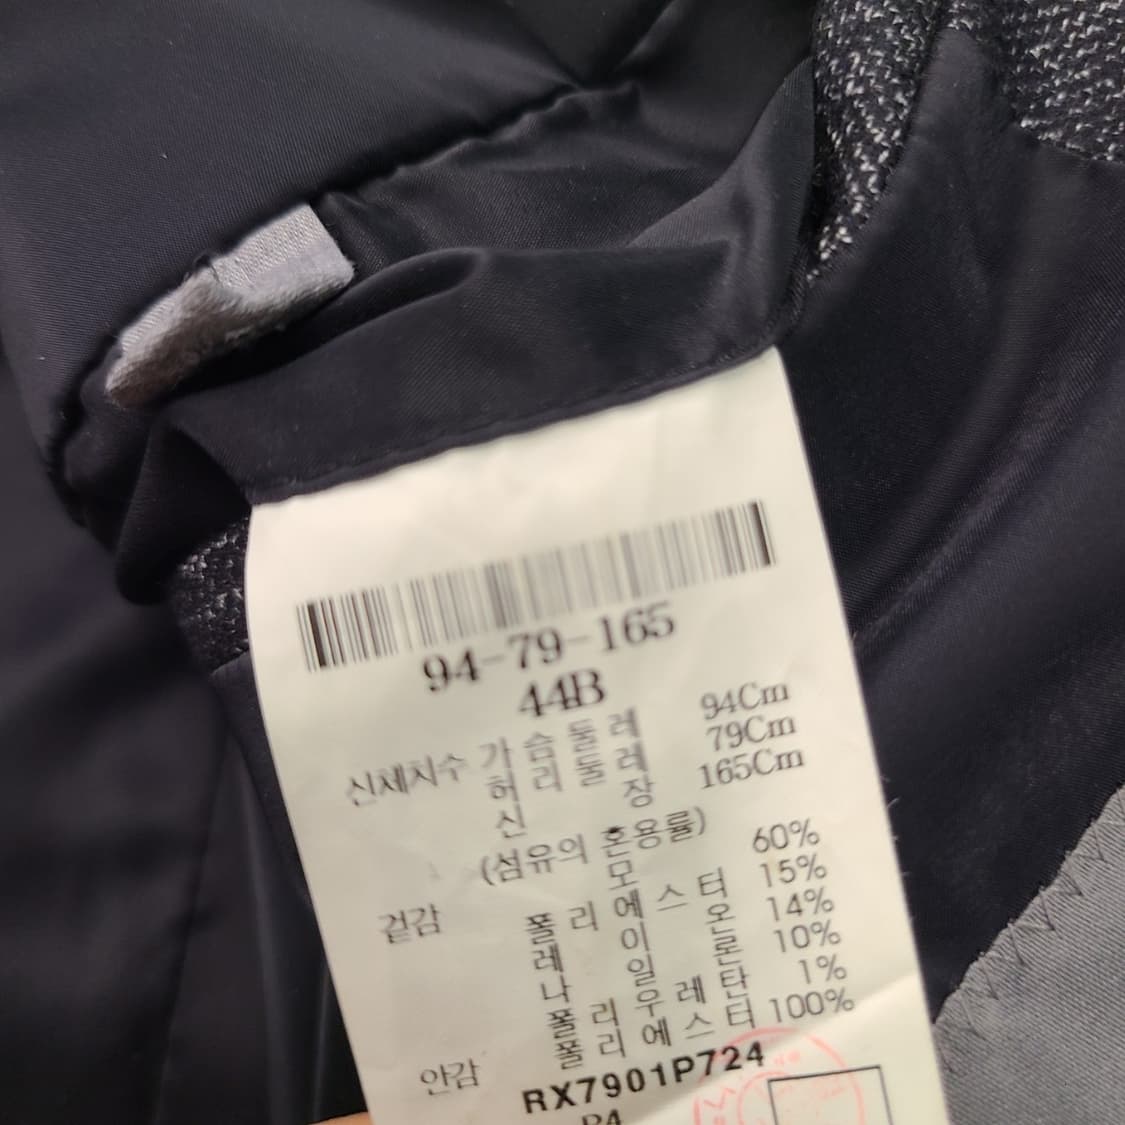 94-79-165
44B
신체치수 가슴둘레 94Cm
허리둘레 79Cm
신장 165Cm
(섬유의 혼용률)
겉감 모 60%
폴리에스터 15%
레이온 14%
나일론 10%
폴리우레탄 1%
안감 폴리에스터 100%
RX7901P724